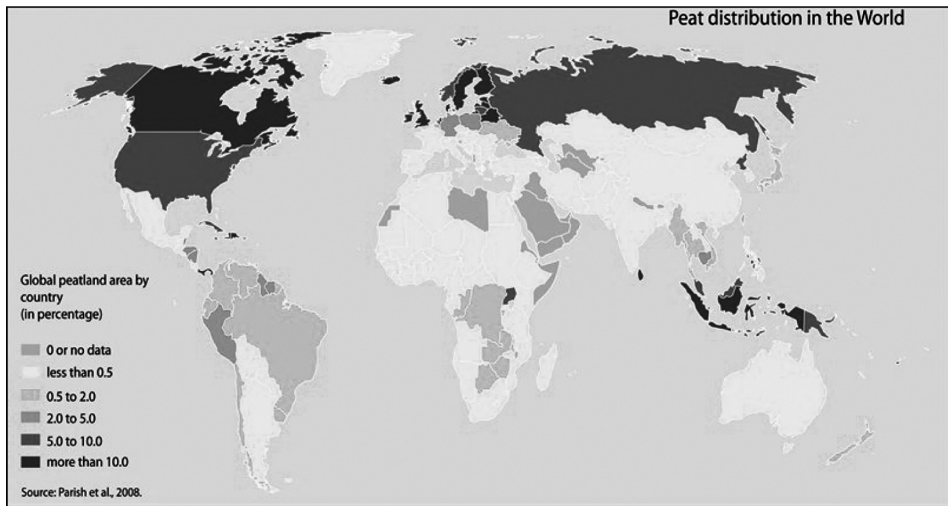 Peat distribution in the World
Global peatland area by
country
(in percentage)
0 or no data
less than 0.5
0.5 to 2.0
2.0 to 5.0
5.0 to 10.0
more than 10.0
Source: Parish et al., 2008.